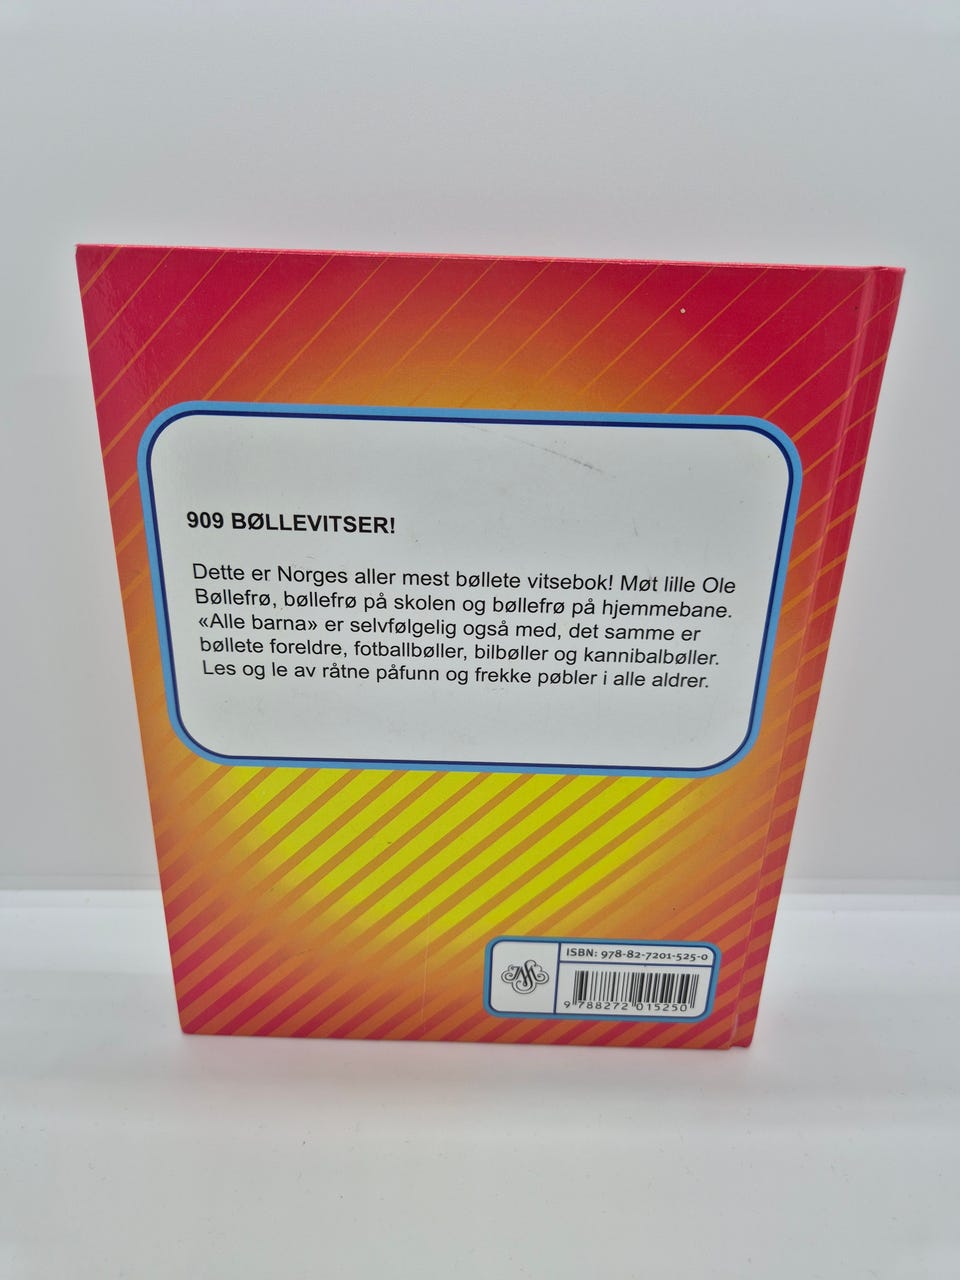 909 BØLLEVITSER!
Dette er Norges aller mest bøllete vitsebok! Møt lille Ole
Bøllefrø, bøllefrø på skolen og bøllefrø på hjemmebane.
«Alle barna» er selvfølgelig også med, det samme er
bøllete foreldre, fotballbøller, bilbøller og kannibalbøller.
Les og le av råtne påfunn og frekke pøbler i alle aldrer.
ISBN: 978-82-7201-525-0
9 788272 015250